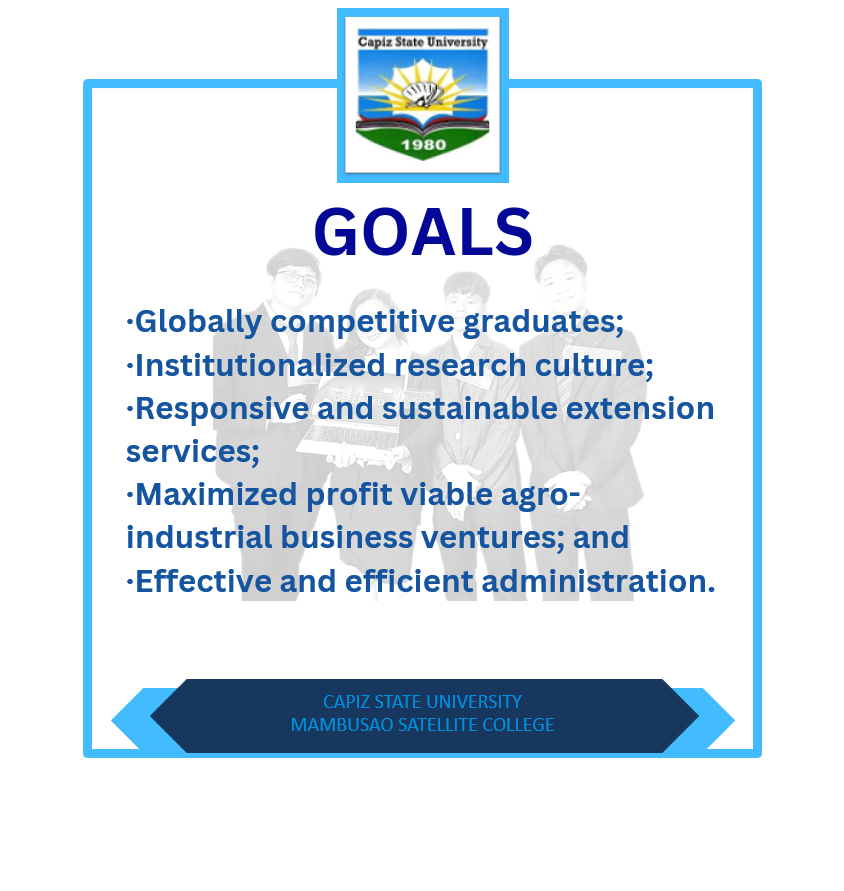 Capiz State University
1980
GOALS
·Globally competitive graduates;
·Institutionalized research culture;
·Responsive and sustainable extension
services;
·Maximized profit viable agro-
industrial business ventures; and
·Effective and efficient administration.
CAPIZ STATE UNIVERSITY
MAMBUSAO SATELLITE COLLEGE